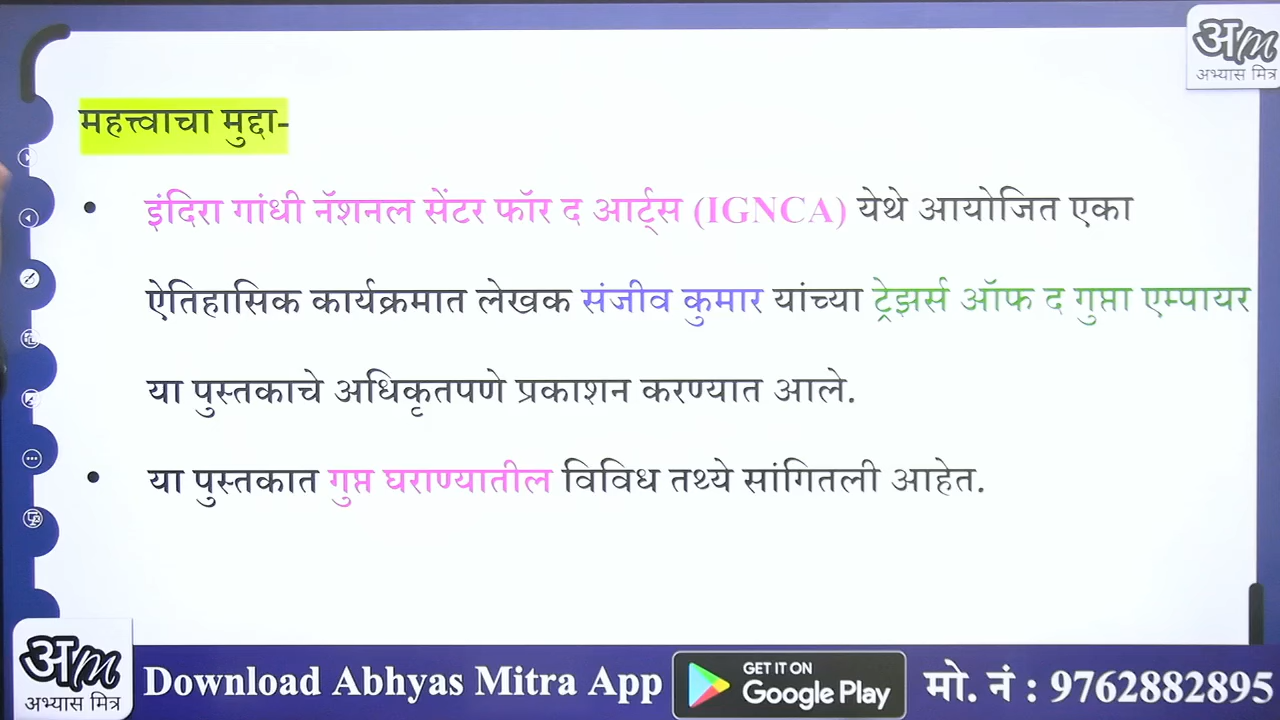 अm
अभ्यास मित्र
महत्त्वाचा मुद्दा-
• इंदिरा गांधी नॅशनल सेंटर फॉर द आर्ट्स (IGNCA) येथे आयोजित एका
ऐतिहासिक कार्यक्रमात लेखक संजीव कुमार यांच्या ट्रेझर्स ऑफ द गुप्ता एम्पायर
या पुस्तकाचे अधिकृतपणे प्रकाशन करण्यात आले.
• या पुस्तकात गुप्त घराण्यातील विविध तथ्ये सांगितली आहेत.
अm
अभ्यास मित्र
Download Abhyas Mitra App
GET IT ON
Google Play
मो. नं : 9762882895